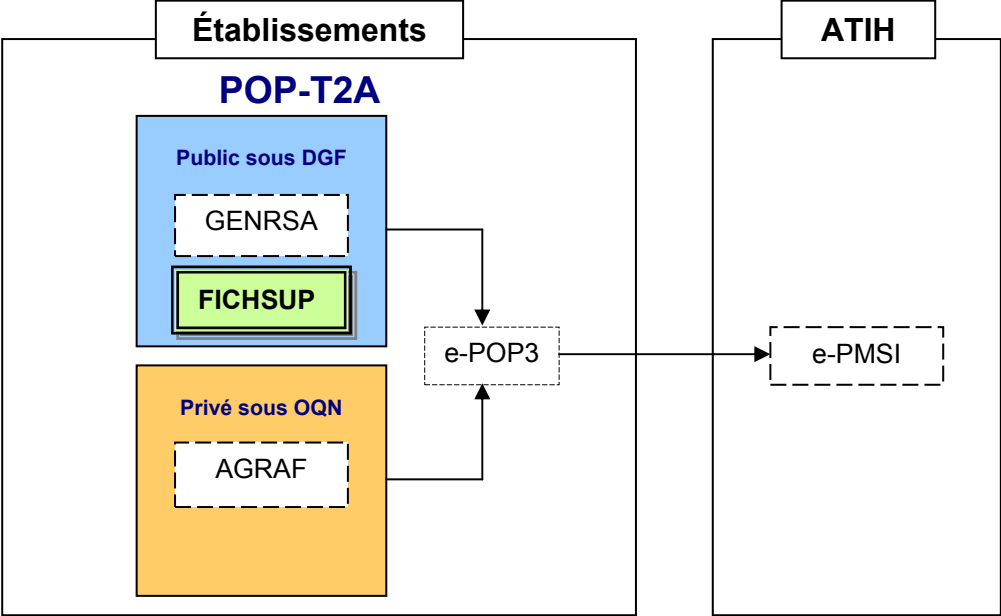 Établissements
ATIH
POP-T2A
Public sous DGF
GENRSA
FICHSUP
e-POP3
e-PMSI
Privé sous OQN
AGRAF